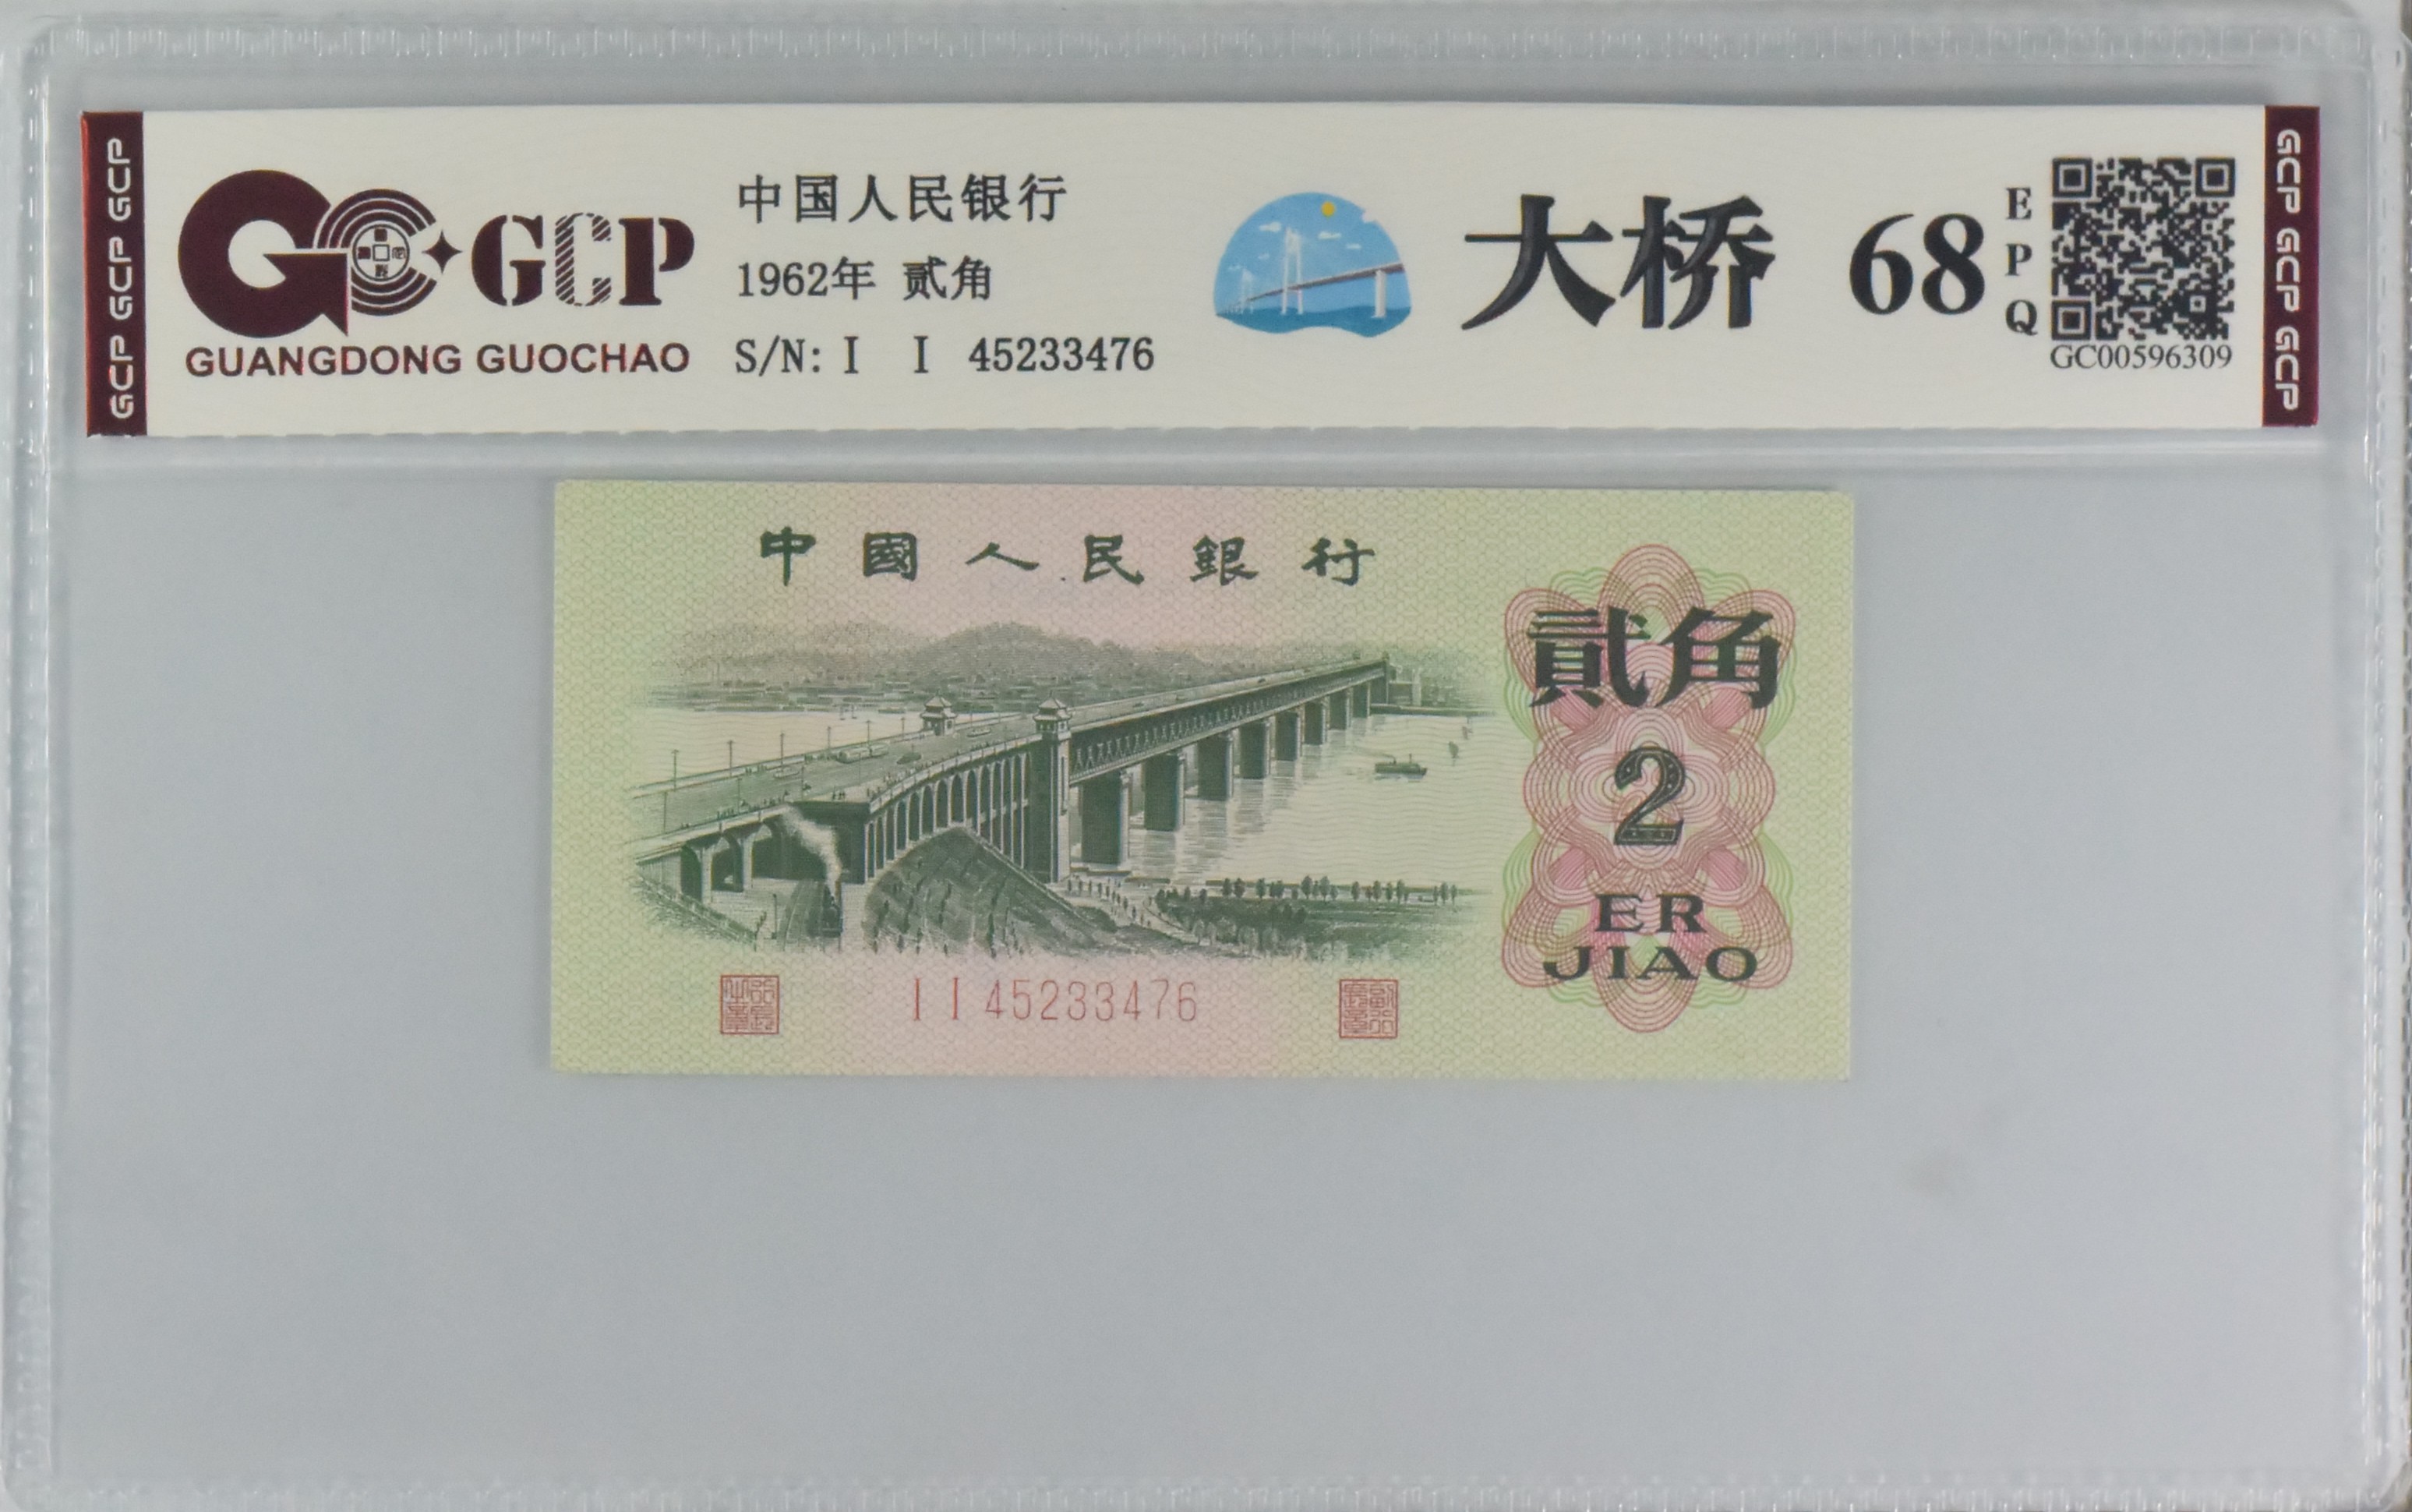 GCP GCP GCP
GCP
GUANGDONG GUOCHAO
中国人民银行
1962年 贰角
S/N: I I 45233476
大桥
68
EPQ
GC00596309
GCP GCP GCP
中國人民銀行
貳角
2
ER
JIAO
I I 45233476